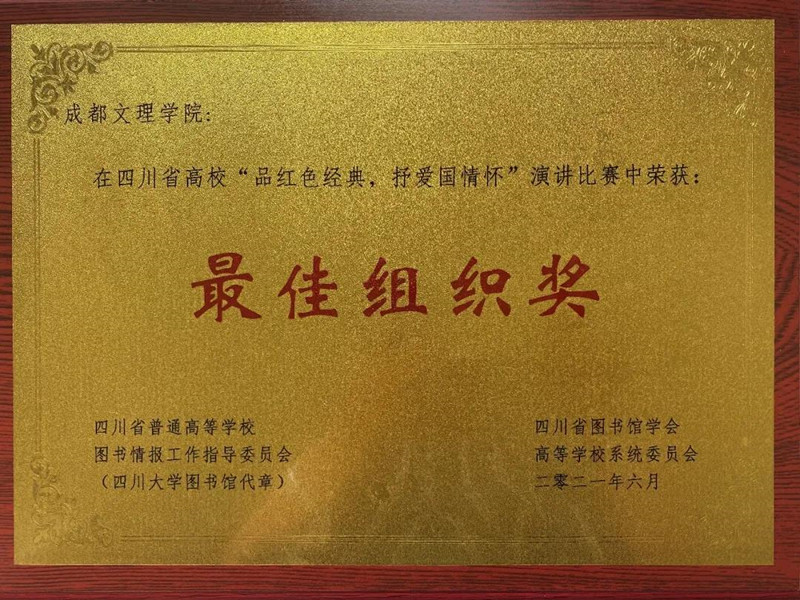 成都文理学院:
在四川省高校“品红色经典，抒爱国情怀”演讲比赛中荣获：
最佳组织奖
四川省普通高等学校
图书情报工作指导委员会
（四川大学图书馆代章）
四川省图书馆学会
高等学校系统委员会
二零二一年六月